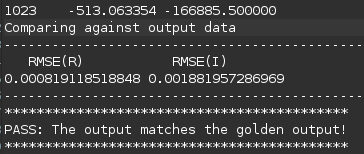 1023 -513.063354 -166885.500000
Comparing against output data
----------------------------------------------
RMSE(R) RMSE(I)
0.000819118518848 0.001881957286969
----------------------------------------------
*******************************************
PASS: The output matches the golden output!
*******************************************